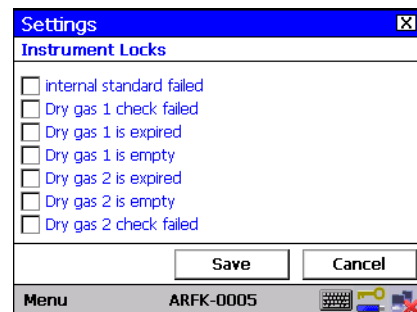 Settings
Instrument Locks
internal standard failed
Dry gas 1 check failed
Dry gas 1 is expired
Dry gas 1 is empty
Dry gas 2 is expired
Dry gas 2 is empty
Dry gas 2 check failed
Save Cancel
Menu ARFK-0005